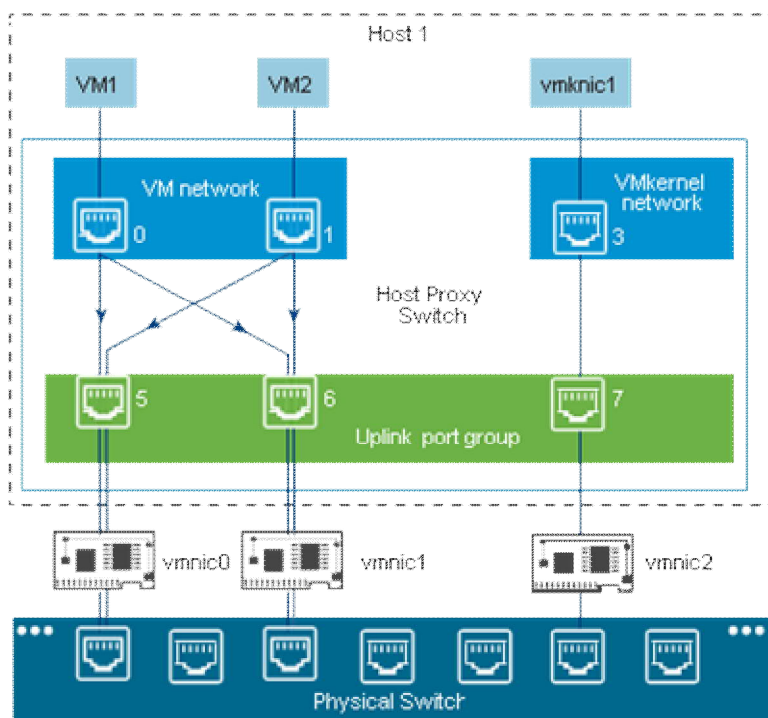 Host 1
VM1
VM2
vmknic1
VM network
VMkernel
network
0
1
3
Host Proxy
Switch
5
6
7
Uplink port group
vmnic0
vmnic1
vmnic2
Physical Switch